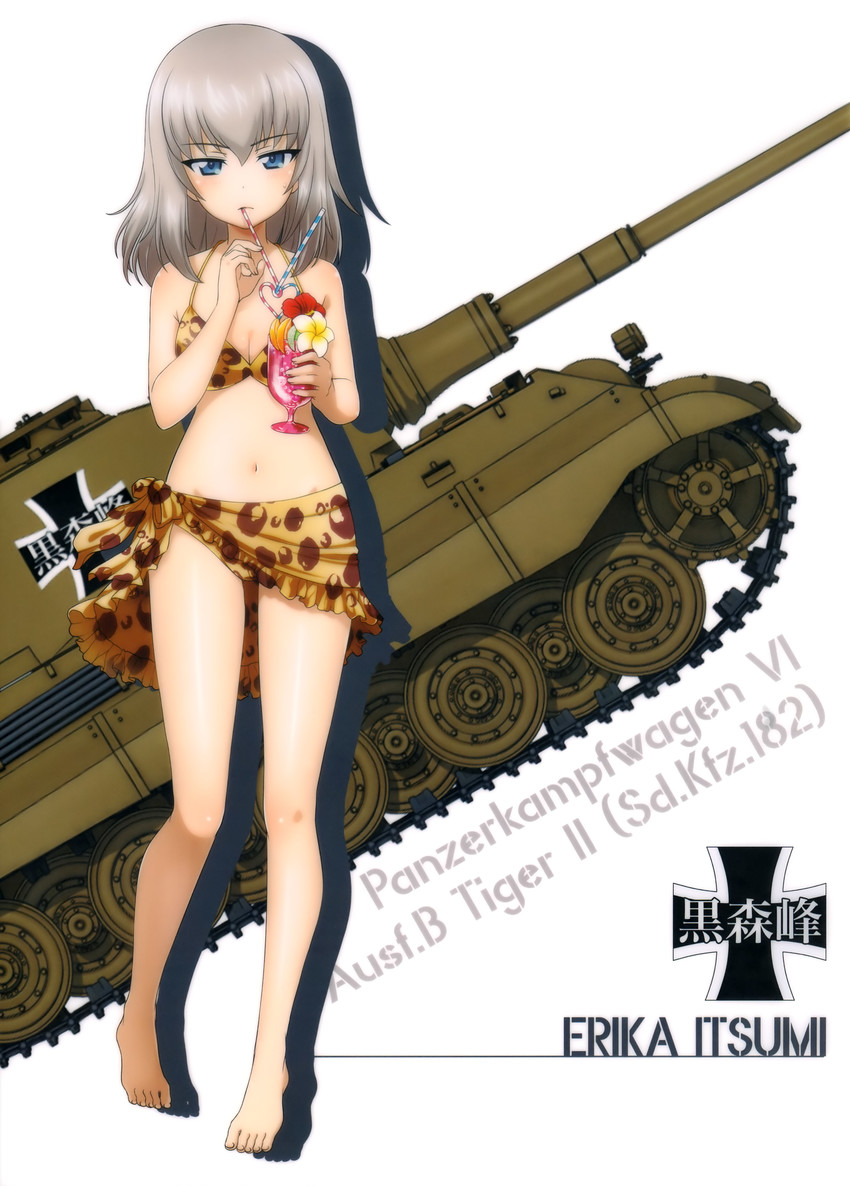 黒森峰
Panzerkampfwagen VI
Ausf.B Tiger II (Sd.Kfz.182)
黒森峰
ERIKA ITSUMI